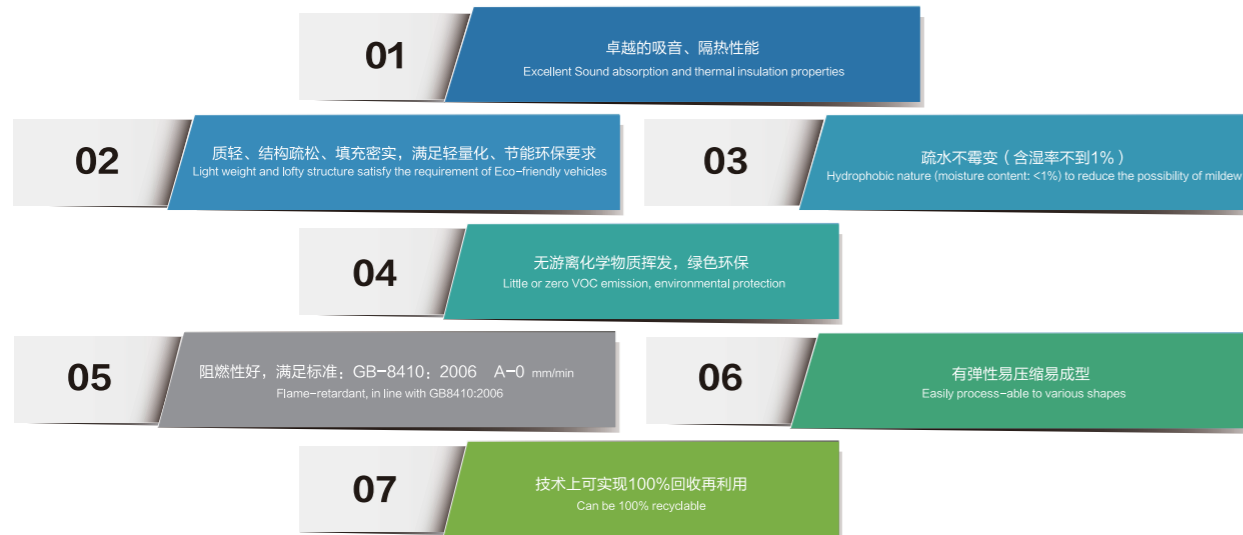 01
卓越的吸音、隔热性能
Excellent Sound absorption and thermal insulation properties
02
质轻、结构疏松、填充密实，满足轻量化、节能环保要求
Light weight and lofty structure satisfy the requirement of Eco-friendly vehicles
03
疏水不霉变（含湿率不到1%）
Hydrophobic nature (moisture content: <1%) to reduce the possibility of mildew
04
无游离化学物质挥发，绿色环保
Little or zero VOC emission, environmental protection
05
阻燃性好，满足标准；GB-8410；2006 A-0 mm/min
Flame-retardant, in line with GB8410:2006
06
有弹性易压缩易成型
Easily process-able to various shapes
07
技术上可实现100%回收再利用
Can be 100% recyclable